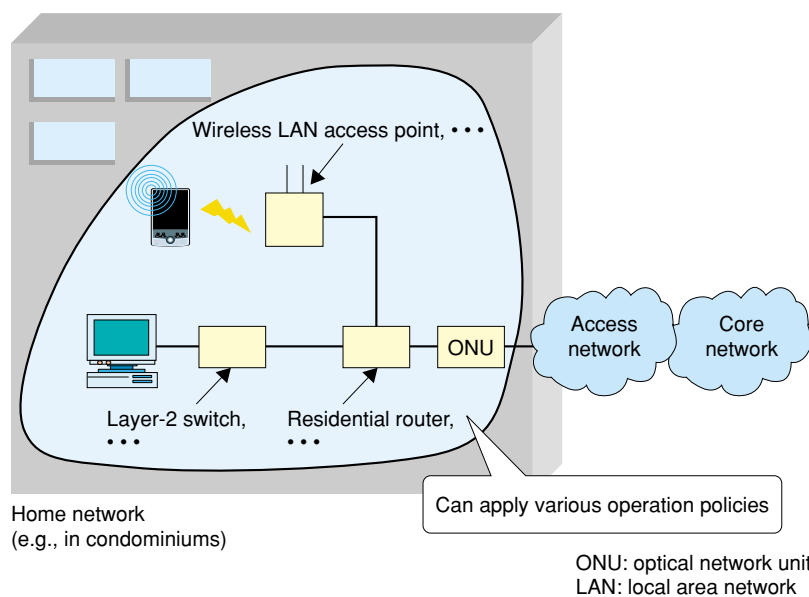 Wireless LAN access point, • • •
ONU
Access
network
Core
network
Layer-2 switch,
• • •
Residential router,
• • •
Can apply various operation policies
Home network
(e.g., in condominiums)
ONU: optical network unit
LAN: local area network